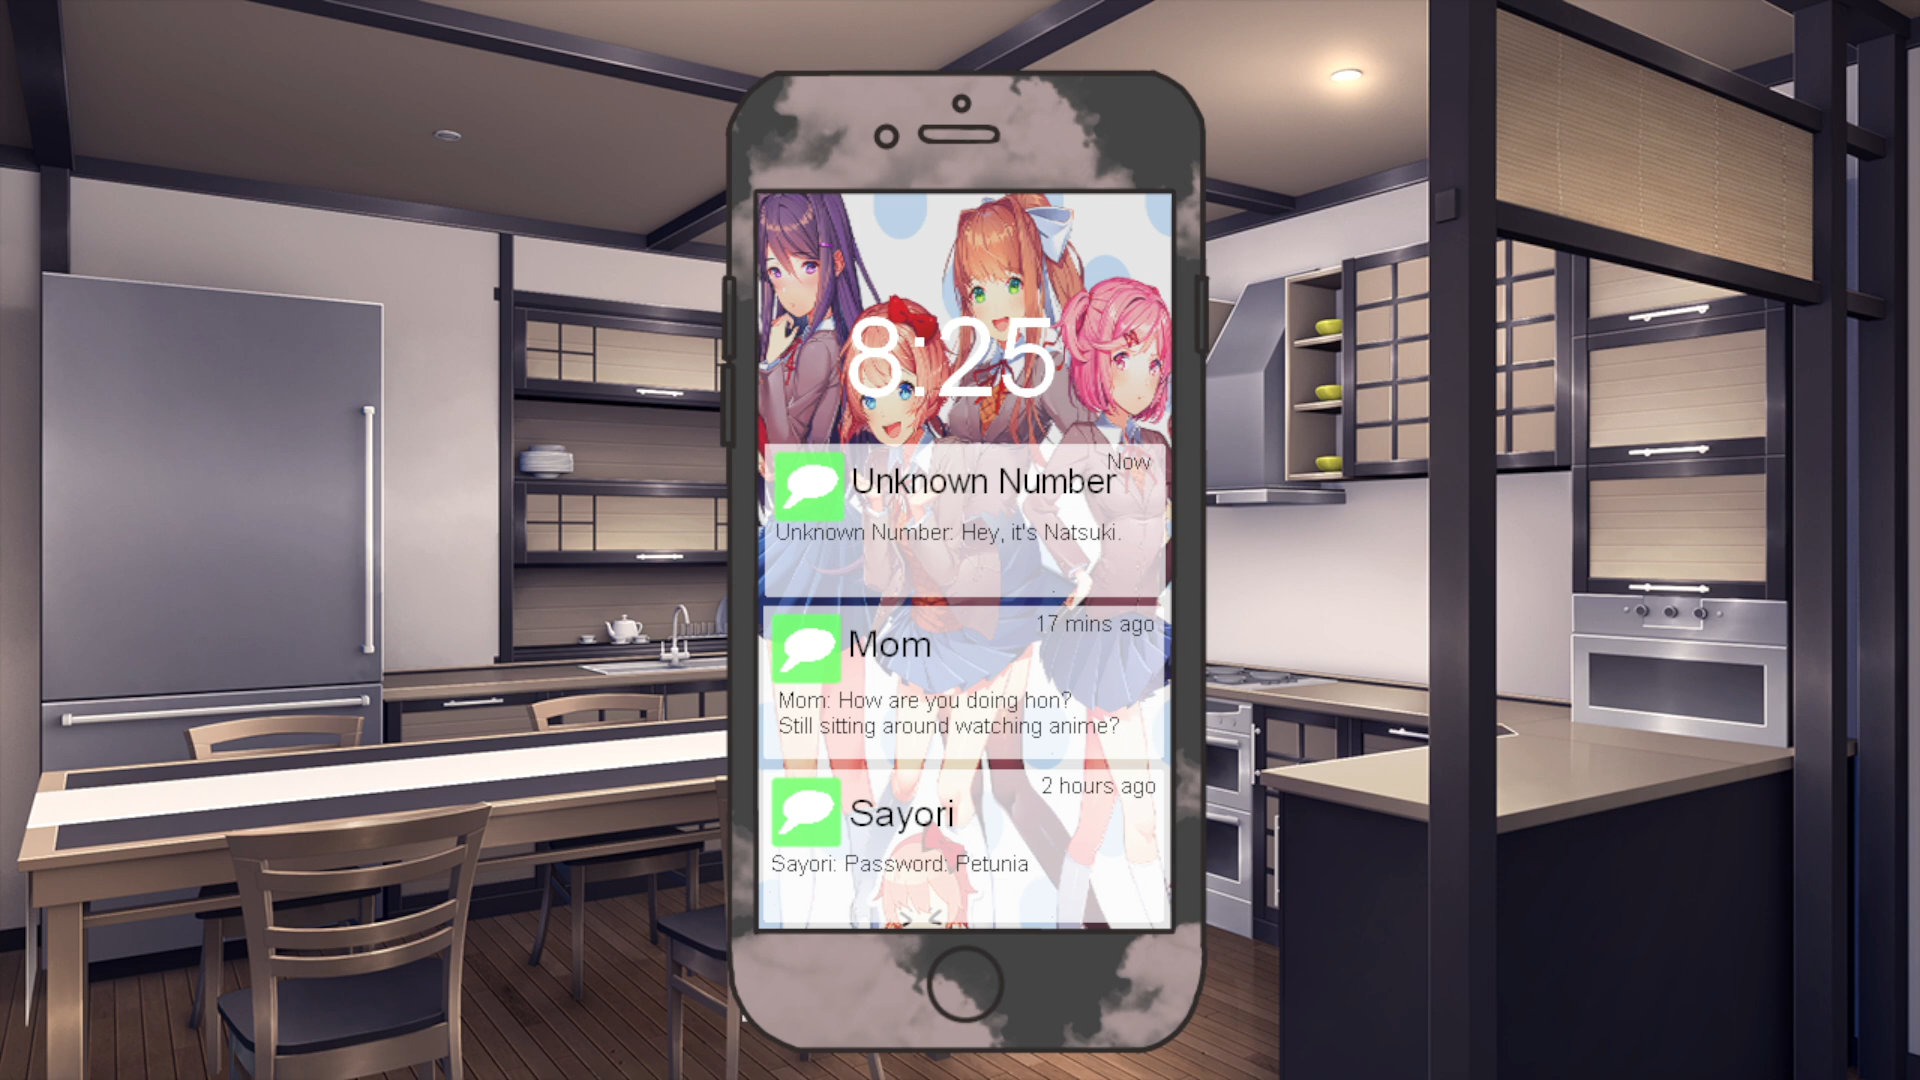 8:25
Now
Unknown Number
Unknown Number: Hey, it's Natsuki.
17 mins ago
Mom
Mom: How are you doing hon?
Still sitting around watching anime?
2 hours ago
Sayori
Sayori: Password: Petunia